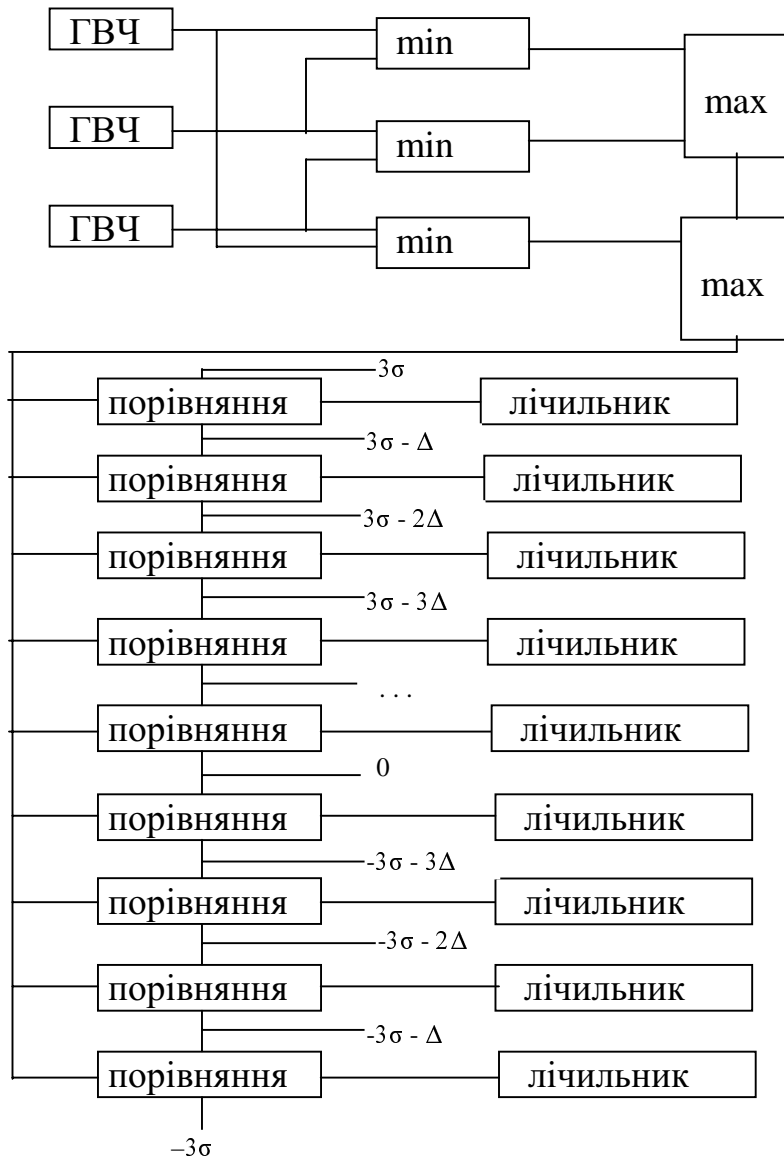 ГВЧ
min
max
ГВЧ
min
ГВЧ
min
max
3σ
порівняння
лічильник
3σ - Δ
порівняння
лічильник
3σ - 2Δ
порівняння
лічильник
3σ - 3Δ
порівняння
лічильник
. . .
порівняння
лічильник
0
порівняння
лічильник
-3σ - 3Δ
порівняння
лічильник
-3σ - 2Δ
порівняння
лічильник
-3σ - Δ
порівняння
лічильник
–3σ